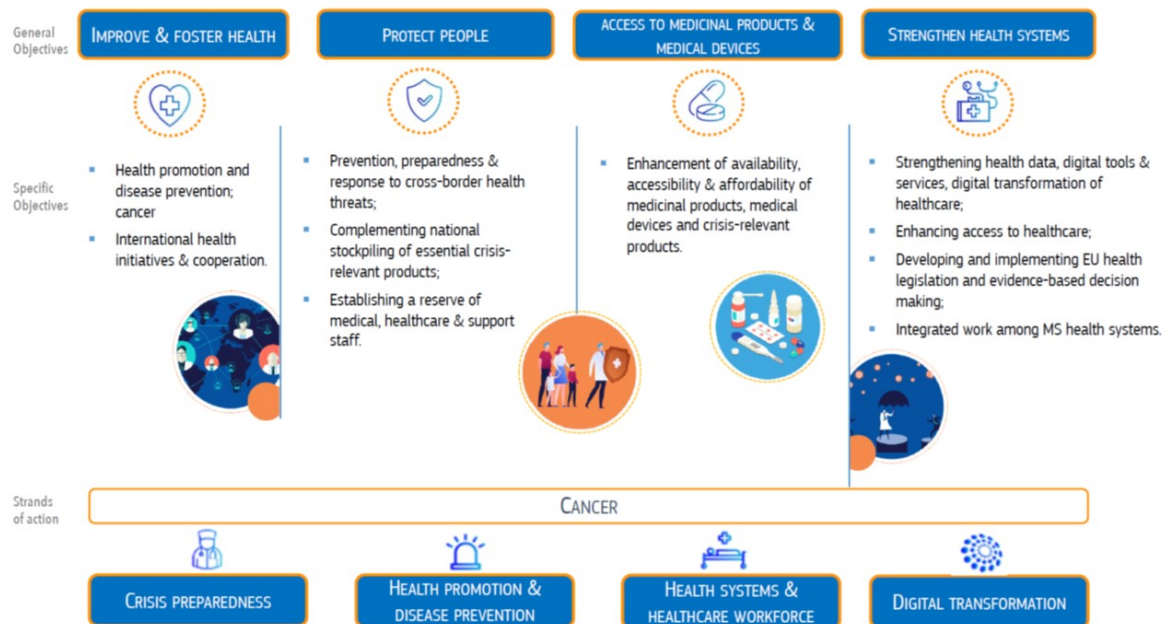 General
Objectives
IMPROVE & FOSTER HEALTH
PROTECT PEOPLE
ACCESS TO MEDICINAL PRODUCTS &
MEDICAL DEVICES
STRENGTHEN HEALTH SYSTEMS
Specific
Objectives
▪ Health promotion and
disease prevention;
cancer
▪ International health
initiatives & cooperation.
▪ Prevention, preparedness &
response to cross-border health
threats;
▪ Complementing national
stockpiling of essential crisis-
relevant products;
▪ Establishing a reserve of
medical, healthcare & support
staff.
▪ Enhancement of availability,
accessibility & affordability of
medicinal products, medical
devices and crisis-relevant
products.
▪ Strengthening health data, digital tools &
services, digital transformation of
healthcare;
▪ Enhancing access to healthcare;
▪ Developing and implementing EU health
legislation and evidence-based decision
making;
▪ Integrated work among MS health systems.
Strands
of action
CANCER
CRISIS PREPAREDNESS
HEALTH PROMOTION &
DISEASE PREVENTION
HEALTH SYSTEMS &
HEALTHCARE WORKFORCE
DIGITAL TRANSFORMATION